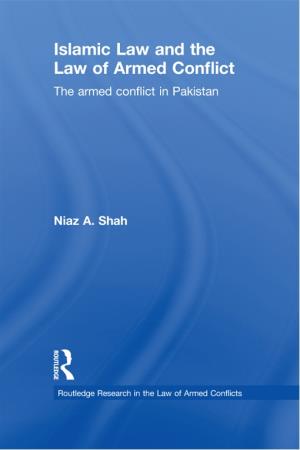 Islamic Law and the
Law of Armed Conflict
The armed conflict in Pakistan
Niaz A. Shah
ROUTLEDGE
Routledge Research in the Law of Armed Conflicts